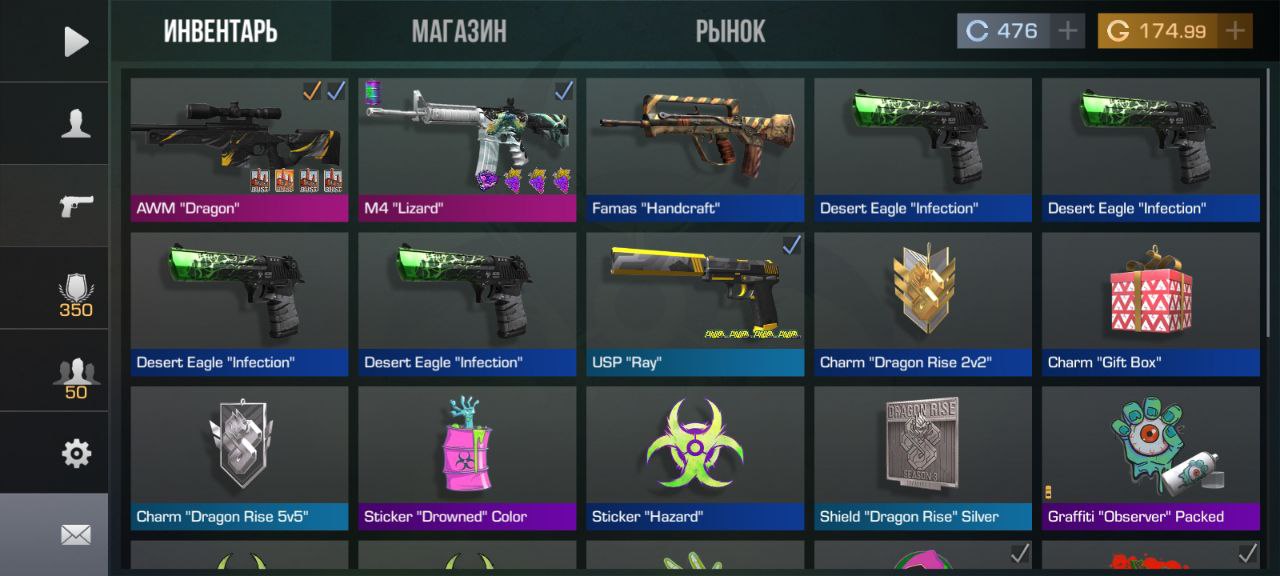 ИНВЕНТАРЬ
МАГАЗИН
РЫНОК
476
174.99
AWM "Dragon"
M4 "Lizard"
Famas "Handcraft"
Desert Eagle "Infection"
Desert Eagle "Infection"
350
Desert Eagle "Infection"
Desert Eagle "Infection"
USP "Ray"
Charm "Dragon Rise 2v2"
Charm "Gift Box"
50
DRAGON RISE
SEASON 3
Charm "Dragon Rise 5v5"
Sticker "Drowned" Color
Sticker "Hazard"
Shield "Dragon Rise" Silver
Graffiti "Observer" Packed